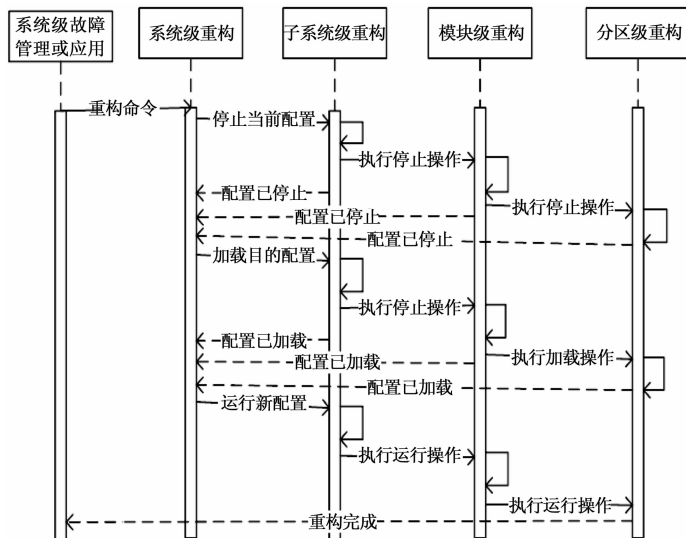 系统级故障
管理或应用
系统级重构
子系统级重构
模块级重构
分区级重构
重构命令
停止当前配置
执行停止操作
配置已停止
执行停止操作
配置已停止
配置已停止
加载目的配置
执行停止操作
配置已加载
执行加载操作
配置已加载
配置已加载
运行新配置
执行运行操作
执行运行操作
重构完成